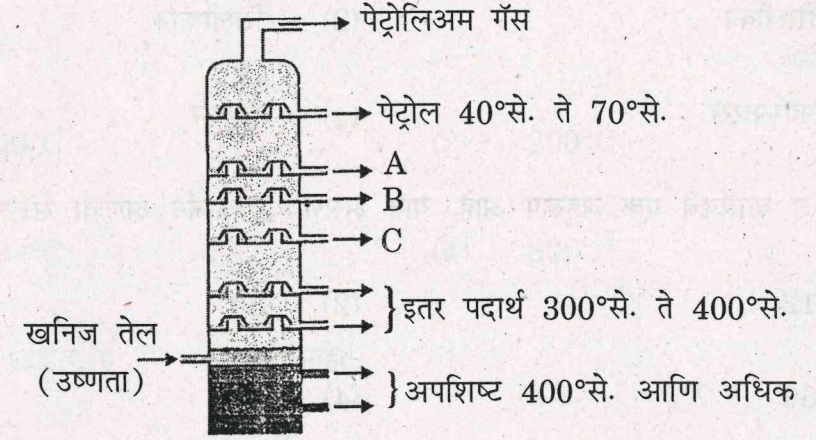 पेट्रोलिअम गॅस
पेट्रोल 40°से. ते 70°से.
A
B
C
इतर पदार्थ 300°से. ते 400°से.
खनिज तेल
(उष्णता)
अपशिष्ट 400°से. आणि अधिक